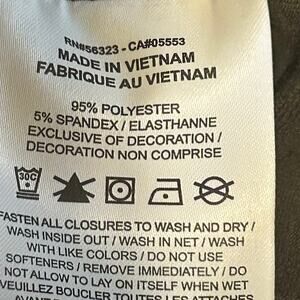 RN#56323 - CA#05553
MADE IN VIETNAM
FABRIQUE AU VIETNAM
95% POLYESTER
5% SPANDEX / ELASTHANNE
EXCLUSIVE OF DECORATION /
DECORATION NON COMPRISE
30C
FASTEN ALL CLOSURES TO WASH AND DRY /
WASH INSIDE OUT / WASH IN NET / WASH
WITH LIKE COLORS / DO NOT USE
SOFTENERS / REMOVE IMMEDIATELY / DO
NOT ALLOW TO LAY ON ITSELF WHEN WET
VEUILLEZ BOUCLER TOUTES LES ATTACHES